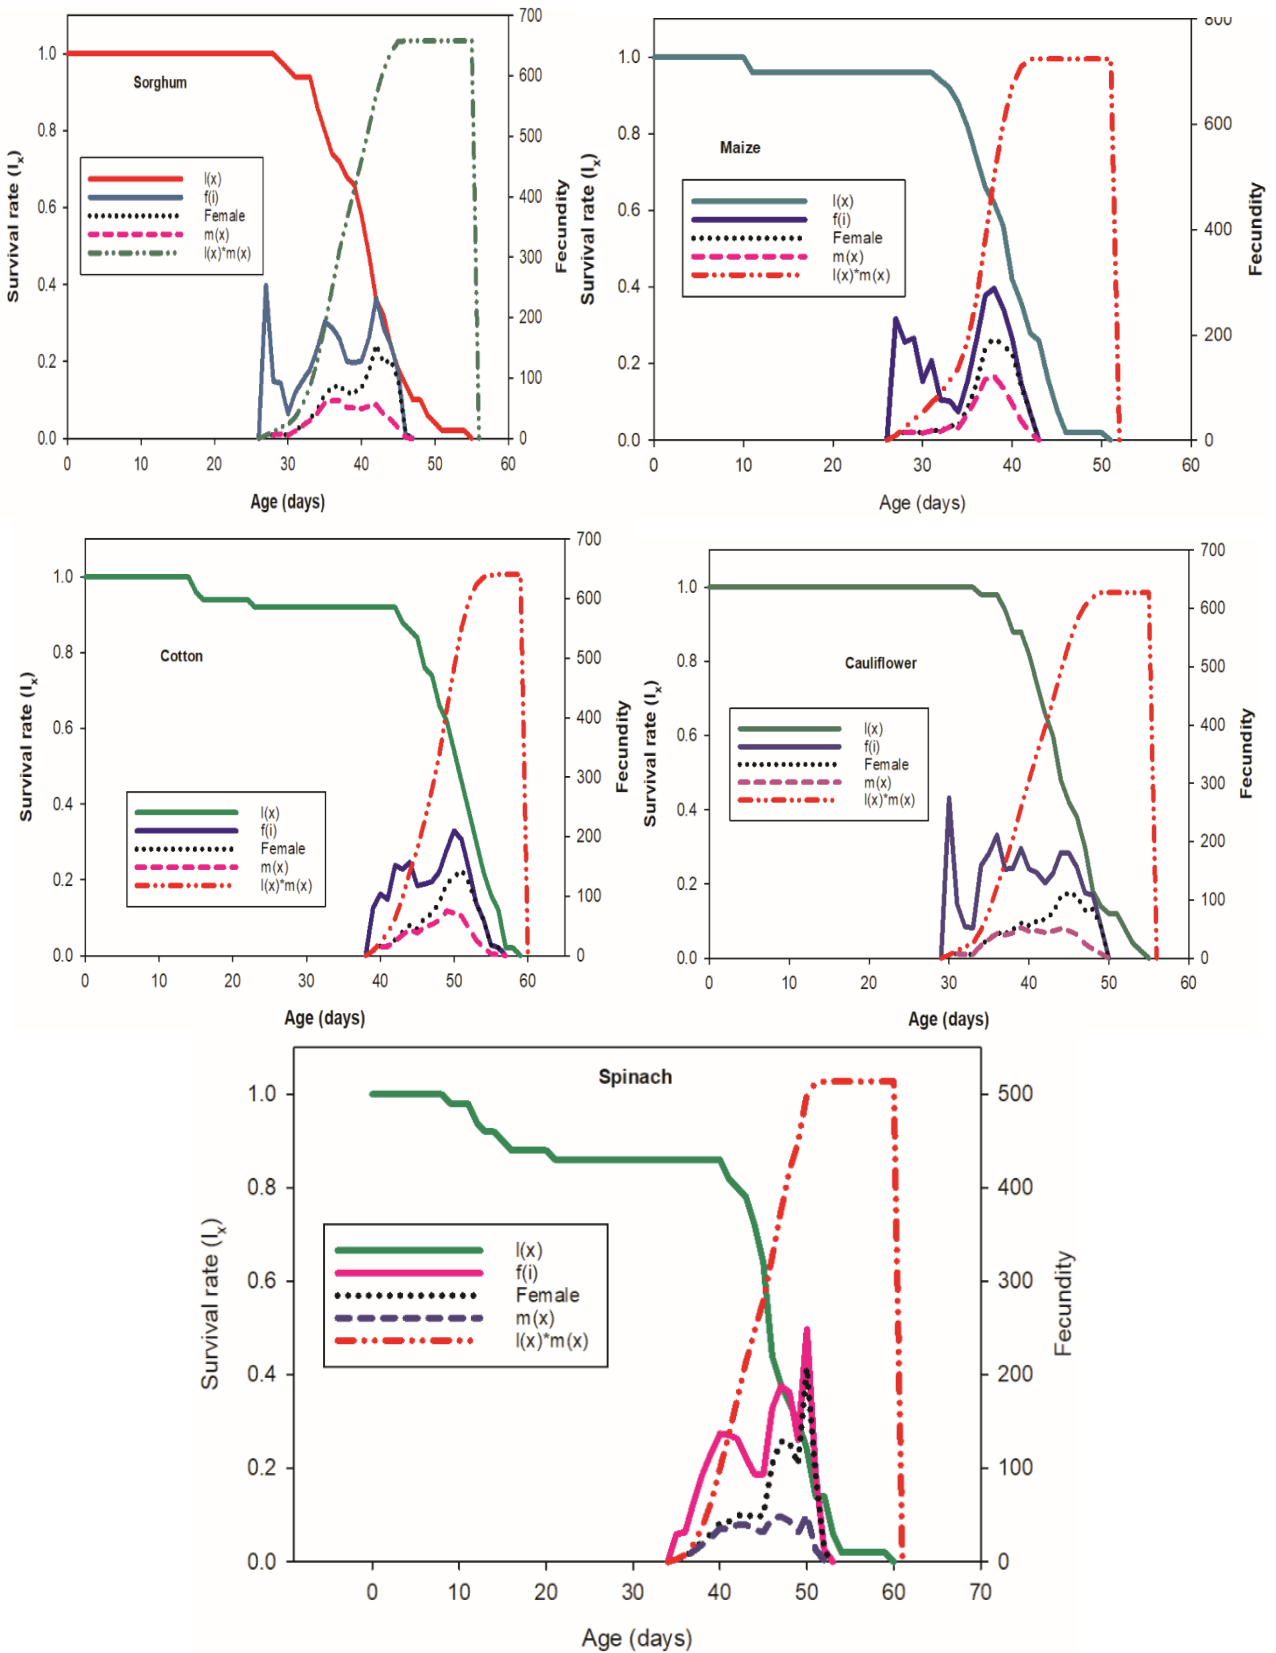 Sorghum
Survival rate (lx)
1.0
0.8
0.6
0.4
0.2
0.0
l(x)
f(i)
Female
m(x)
l(x)*m(x)
700
600
500
400
300
200
100
0
Fecundity
0 10 20 30 40 50 60
Age (days)
Maize
Survival rate (lx)
1.0
0.8
0.6
0.4
0.2
0.0
l(x)
f(i)
Female
m(x)
l(x)*m(x)
800
600
400
200
0
Fecundity
0 10 20 30 40 50 60
Age (days)
Cotton
Survival rate (lx)
1.0
0.8
0.6
0.4
0.2
0.0
l(x)
f(i)
Female
m(x)
l(x)*m(x)
700
600
500
400
300
200
100
0
Fecundity
0 10 20 30 40 50 60
Age (days)
Cauliflower
Survival rate (lx)
1.0
0.8
0.6
0.4
0.2
0.0
l(x)
f(i)
Female
m(x)
l(x)*m(x)
700
600
500
400
300
200
100
0
Fecundity
0 10 20 30 40 50 60
Age (days)
Spinach
Survival rate (lx)
1.0
0.8
0.6
0.4
0.2
0.0
l(x)
f(i)
Female
m(x)
l(x)*m(x)
500
400
300
200
100
0
Fecundity
0 10 20 30 40 50 60 70
Age (days)